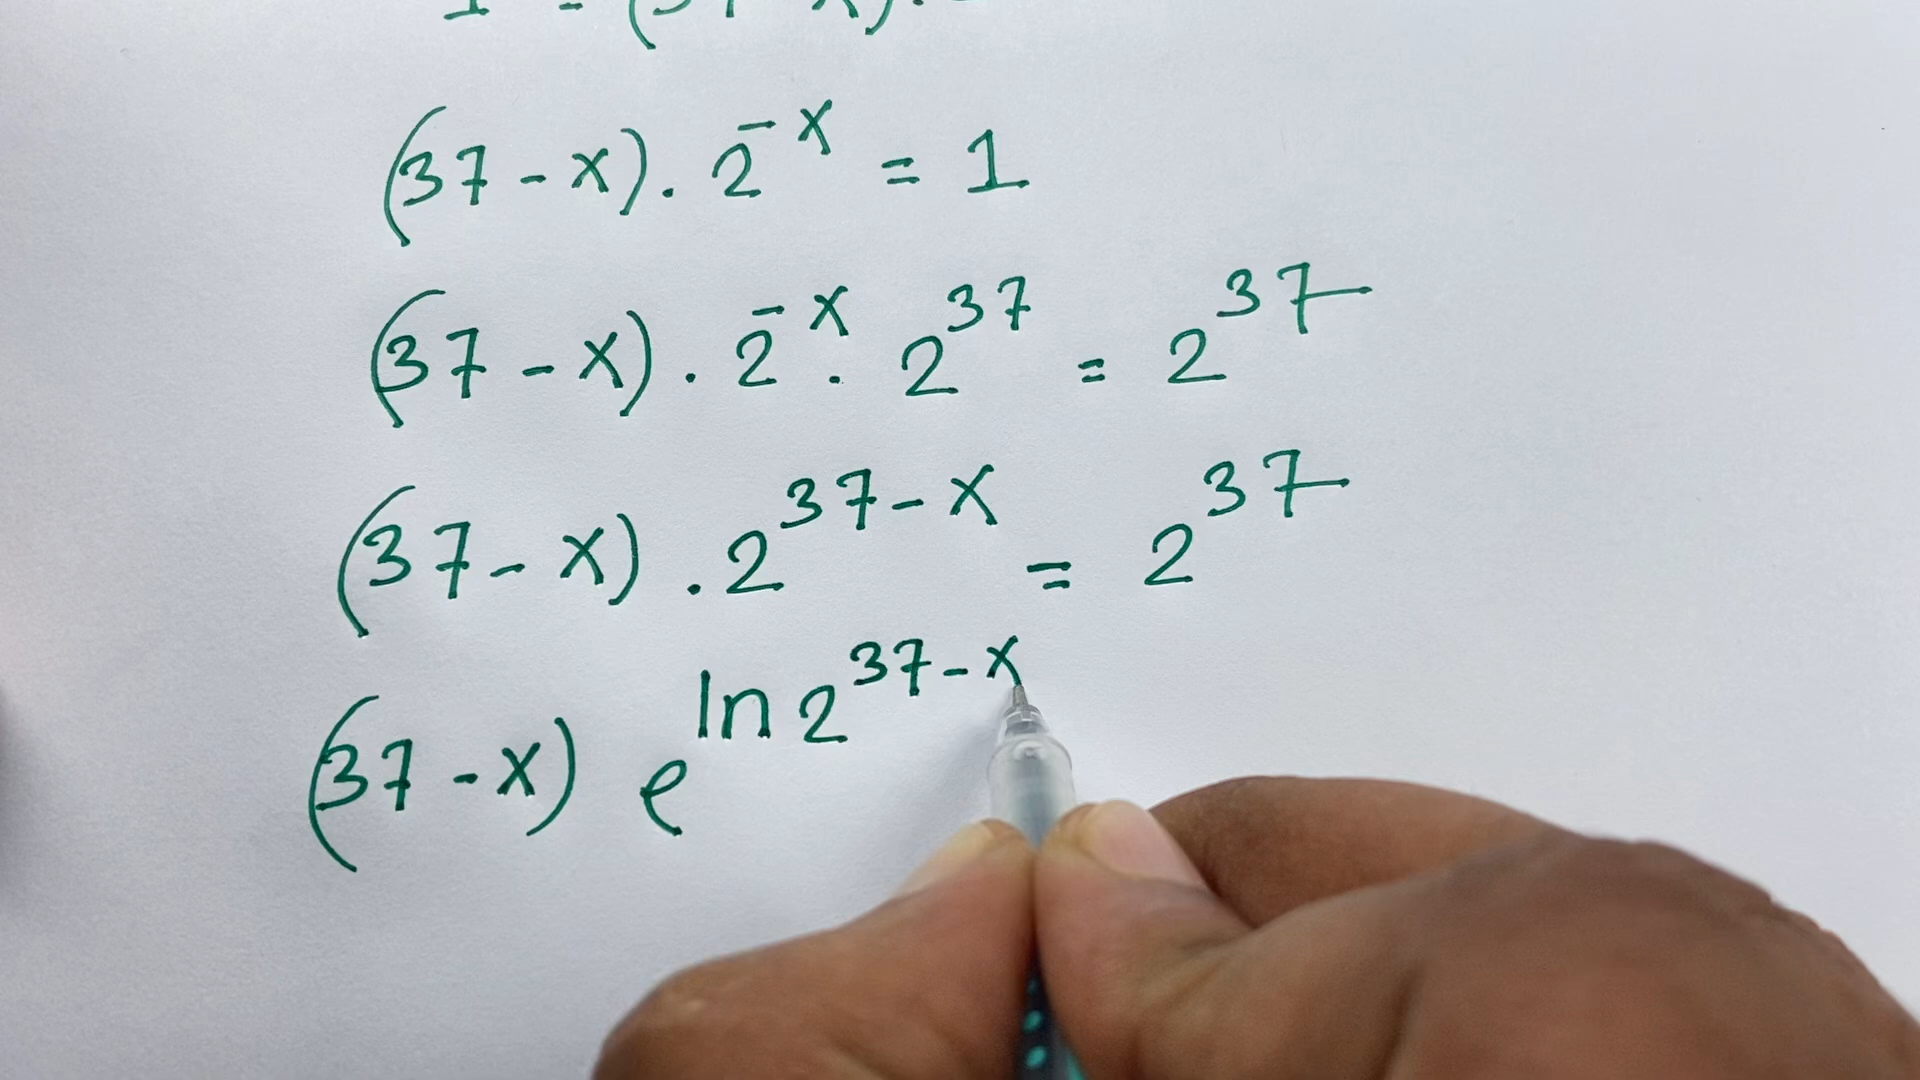 (37-x).2^-x = 1
(37-x).2^-x.2^37 = 2^37
(37-x).2^37-x = 2^37
(37-x) e^ln 2^37-x